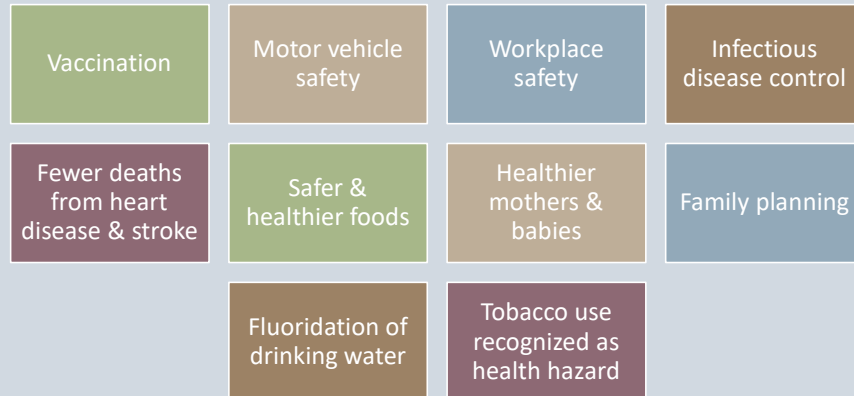 Vaccination
Motor vehicle
safety
Workplace
safety
Infectious
disease control
Fewer deaths
from heart
disease & stroke
Safer &
healthier foods
Healthier
mothers &
babies
Family planning
Fluoridation of
drinking water
Tobacco use
recognized as
health hazard